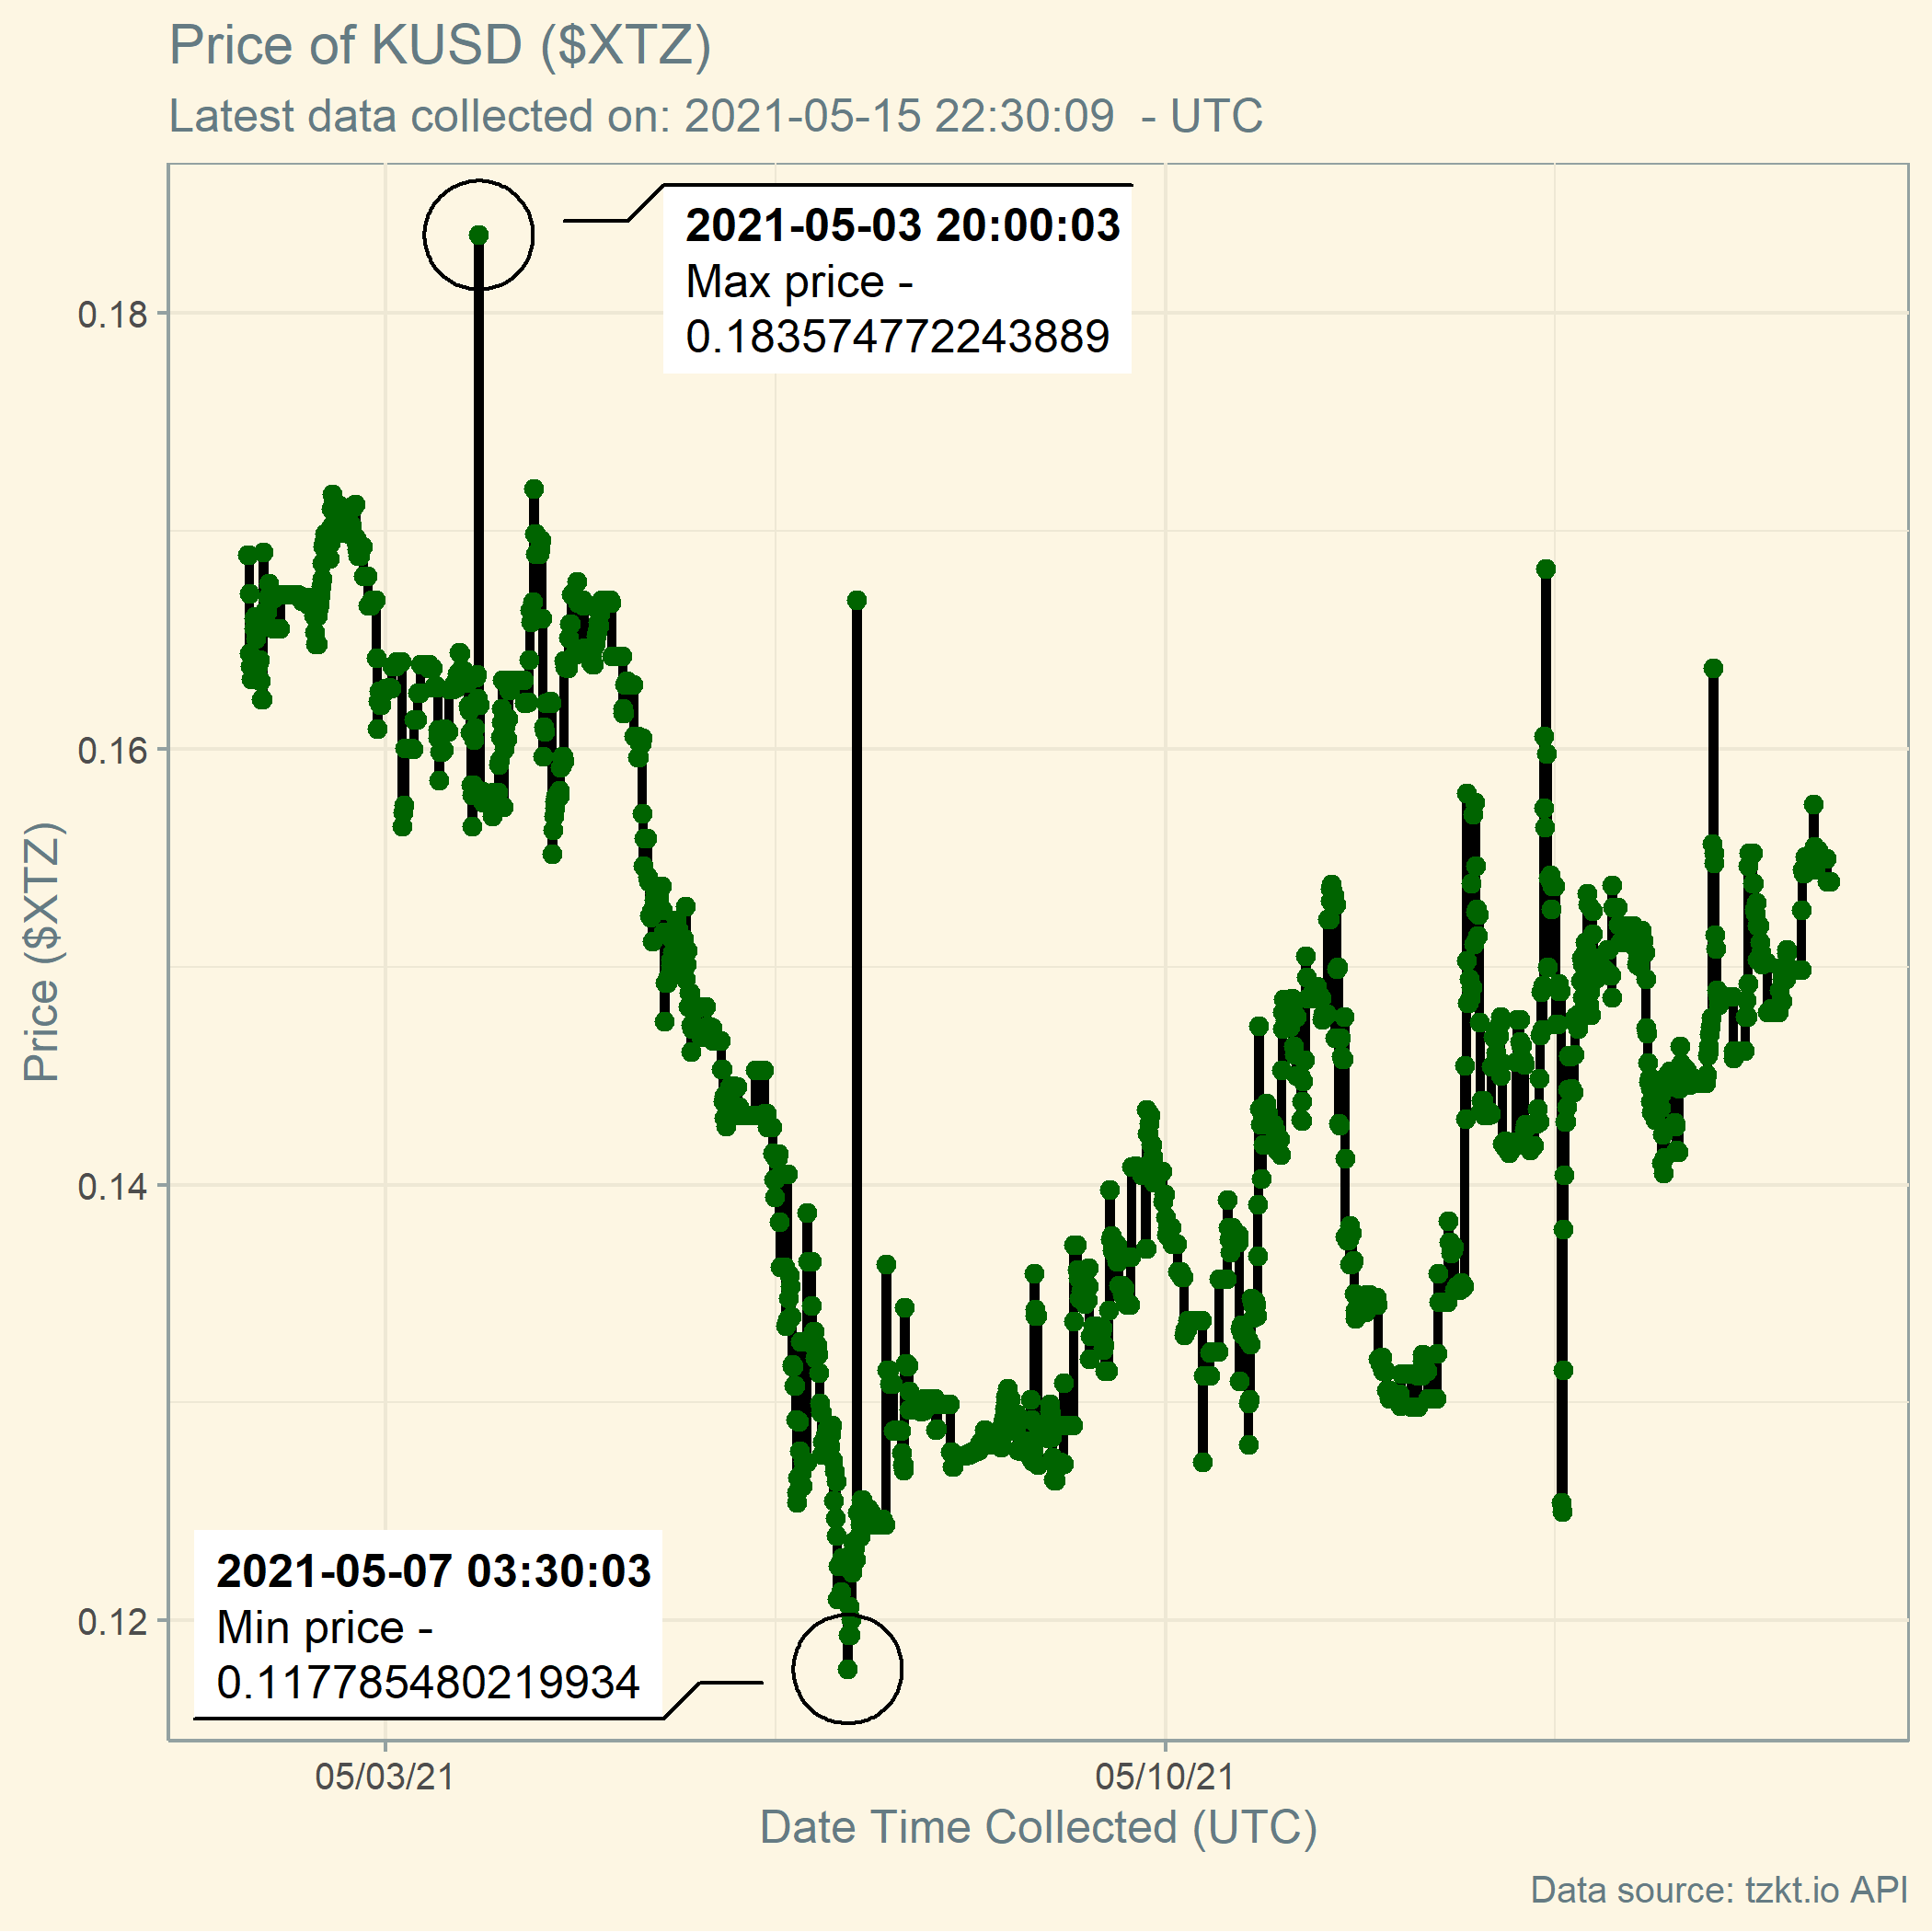 Price of KUSD ($XTZ)
Latest data collected on: 2021-05-15 22:30:09  - UTC
2021-05-03 20:00:03
Max price -
0.183574772243889
0.18
0.16
0.14
0.12
Price ($XTZ)
2021-05-07 03:30:03
Min price -
0.117785480219934
05/03/21
05/10/21
Date Time Collected (UTC)
Data source: tzkt.io API